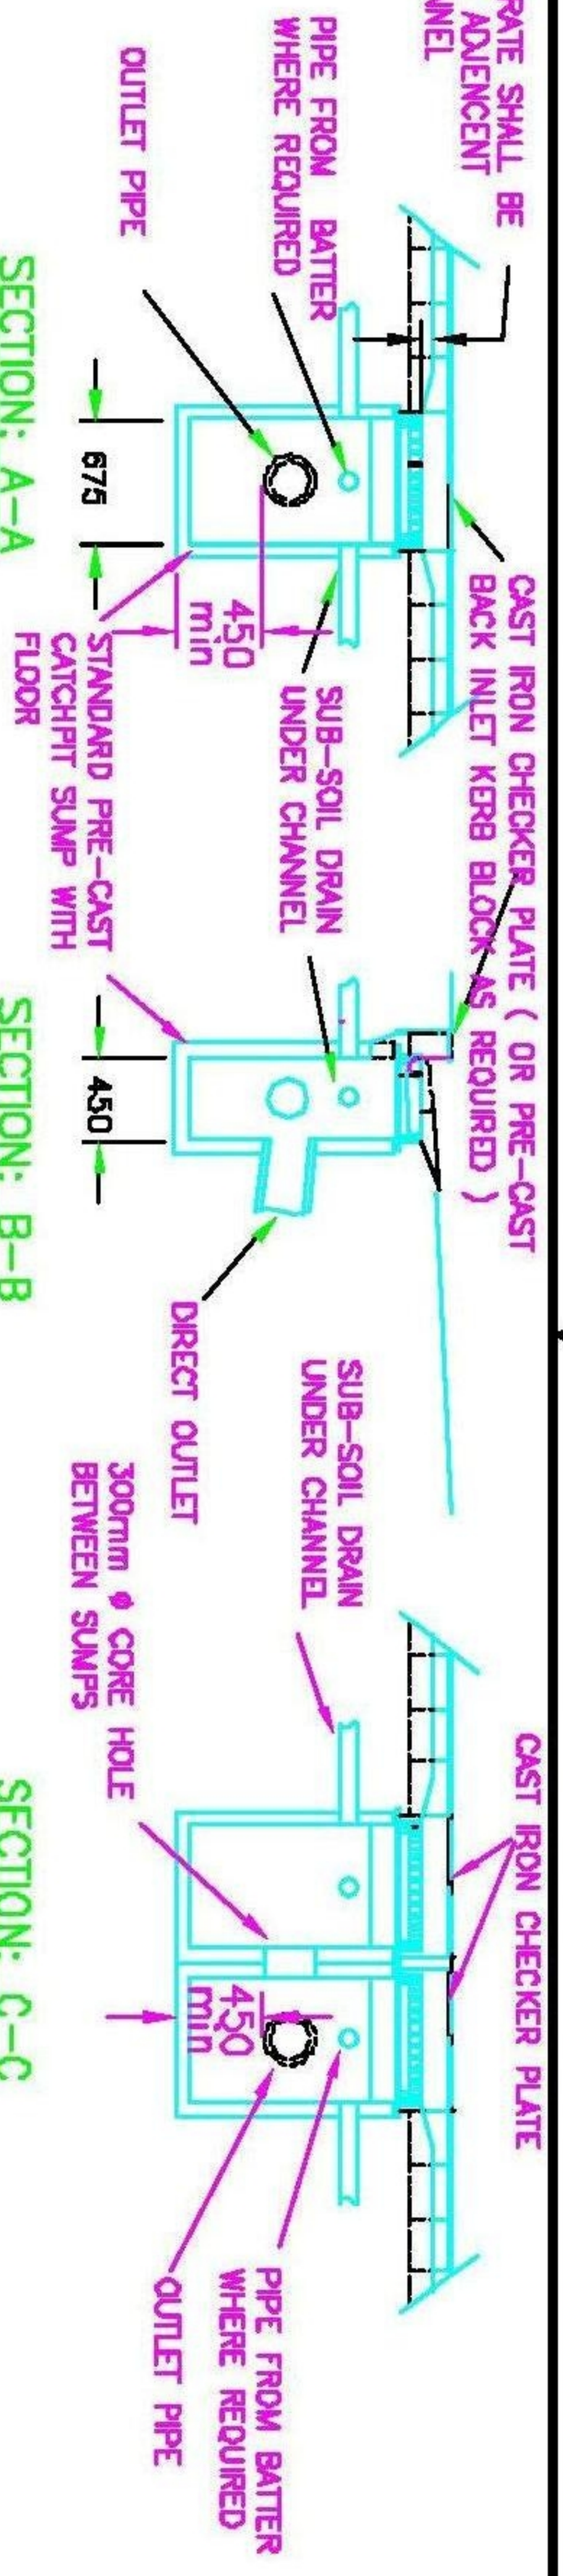 RATE SHALL BE
ADJENCENT
NNEL
PIPE FROM BATTER
WHERE REQUIRED
OUTLET PIPE
675
450
min
SECTION: A-A
CAST IRON CHECKER PLATE ( OR PRE-CAST
BACK INLET KERB BLOCK AS REQUIRED )
SUB-SOIL DRAIN
UNDER CHANNEL
STANDARD PRE-CAST
CATCHPIT SUMP WITH
FLOOR
450
DIRECT OUTLET
SECTION: B-B
SUB-SOIL DRAIN
UNDER CHANNEL
300mm ø CORE HOLE
BETWEEN SUMPS
CAST IRON CHECKER PLATE
450
min
PIPE FROM BATTER
WHERE REQUIRED
OUTLET PIPE
SECTION: C-C